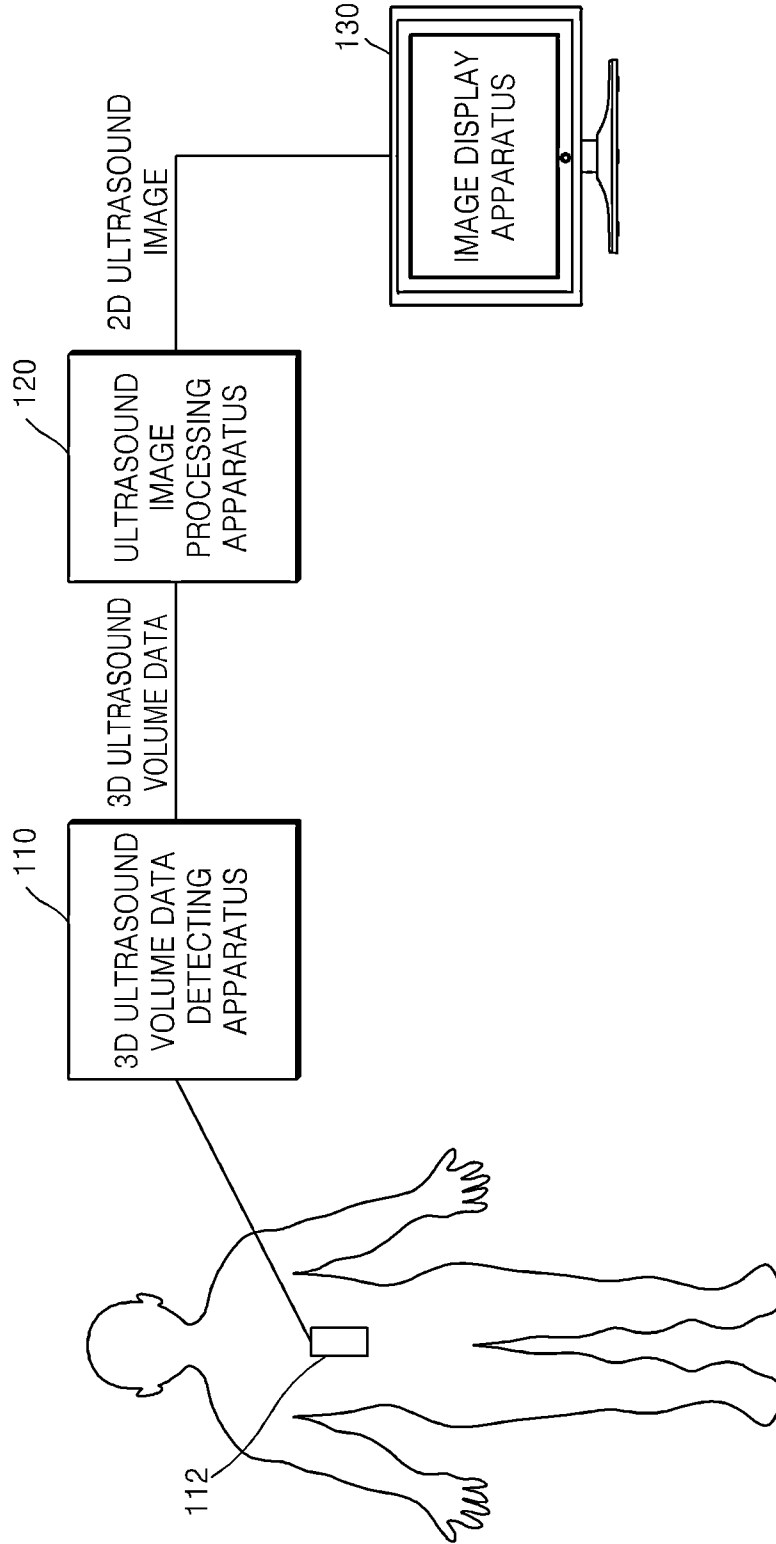 110
3D ULTRASOUND
VOLUME DATA
DETECTING
APPARATUS
3D ULTRASOUND
VOLUME DATA
120
ULTRASOUND
IMAGE
PROCESSING
APPARATUS
2D ULTRASOUND
IMAGE
130
IMAGE DISPLAY
APPARATUS
112